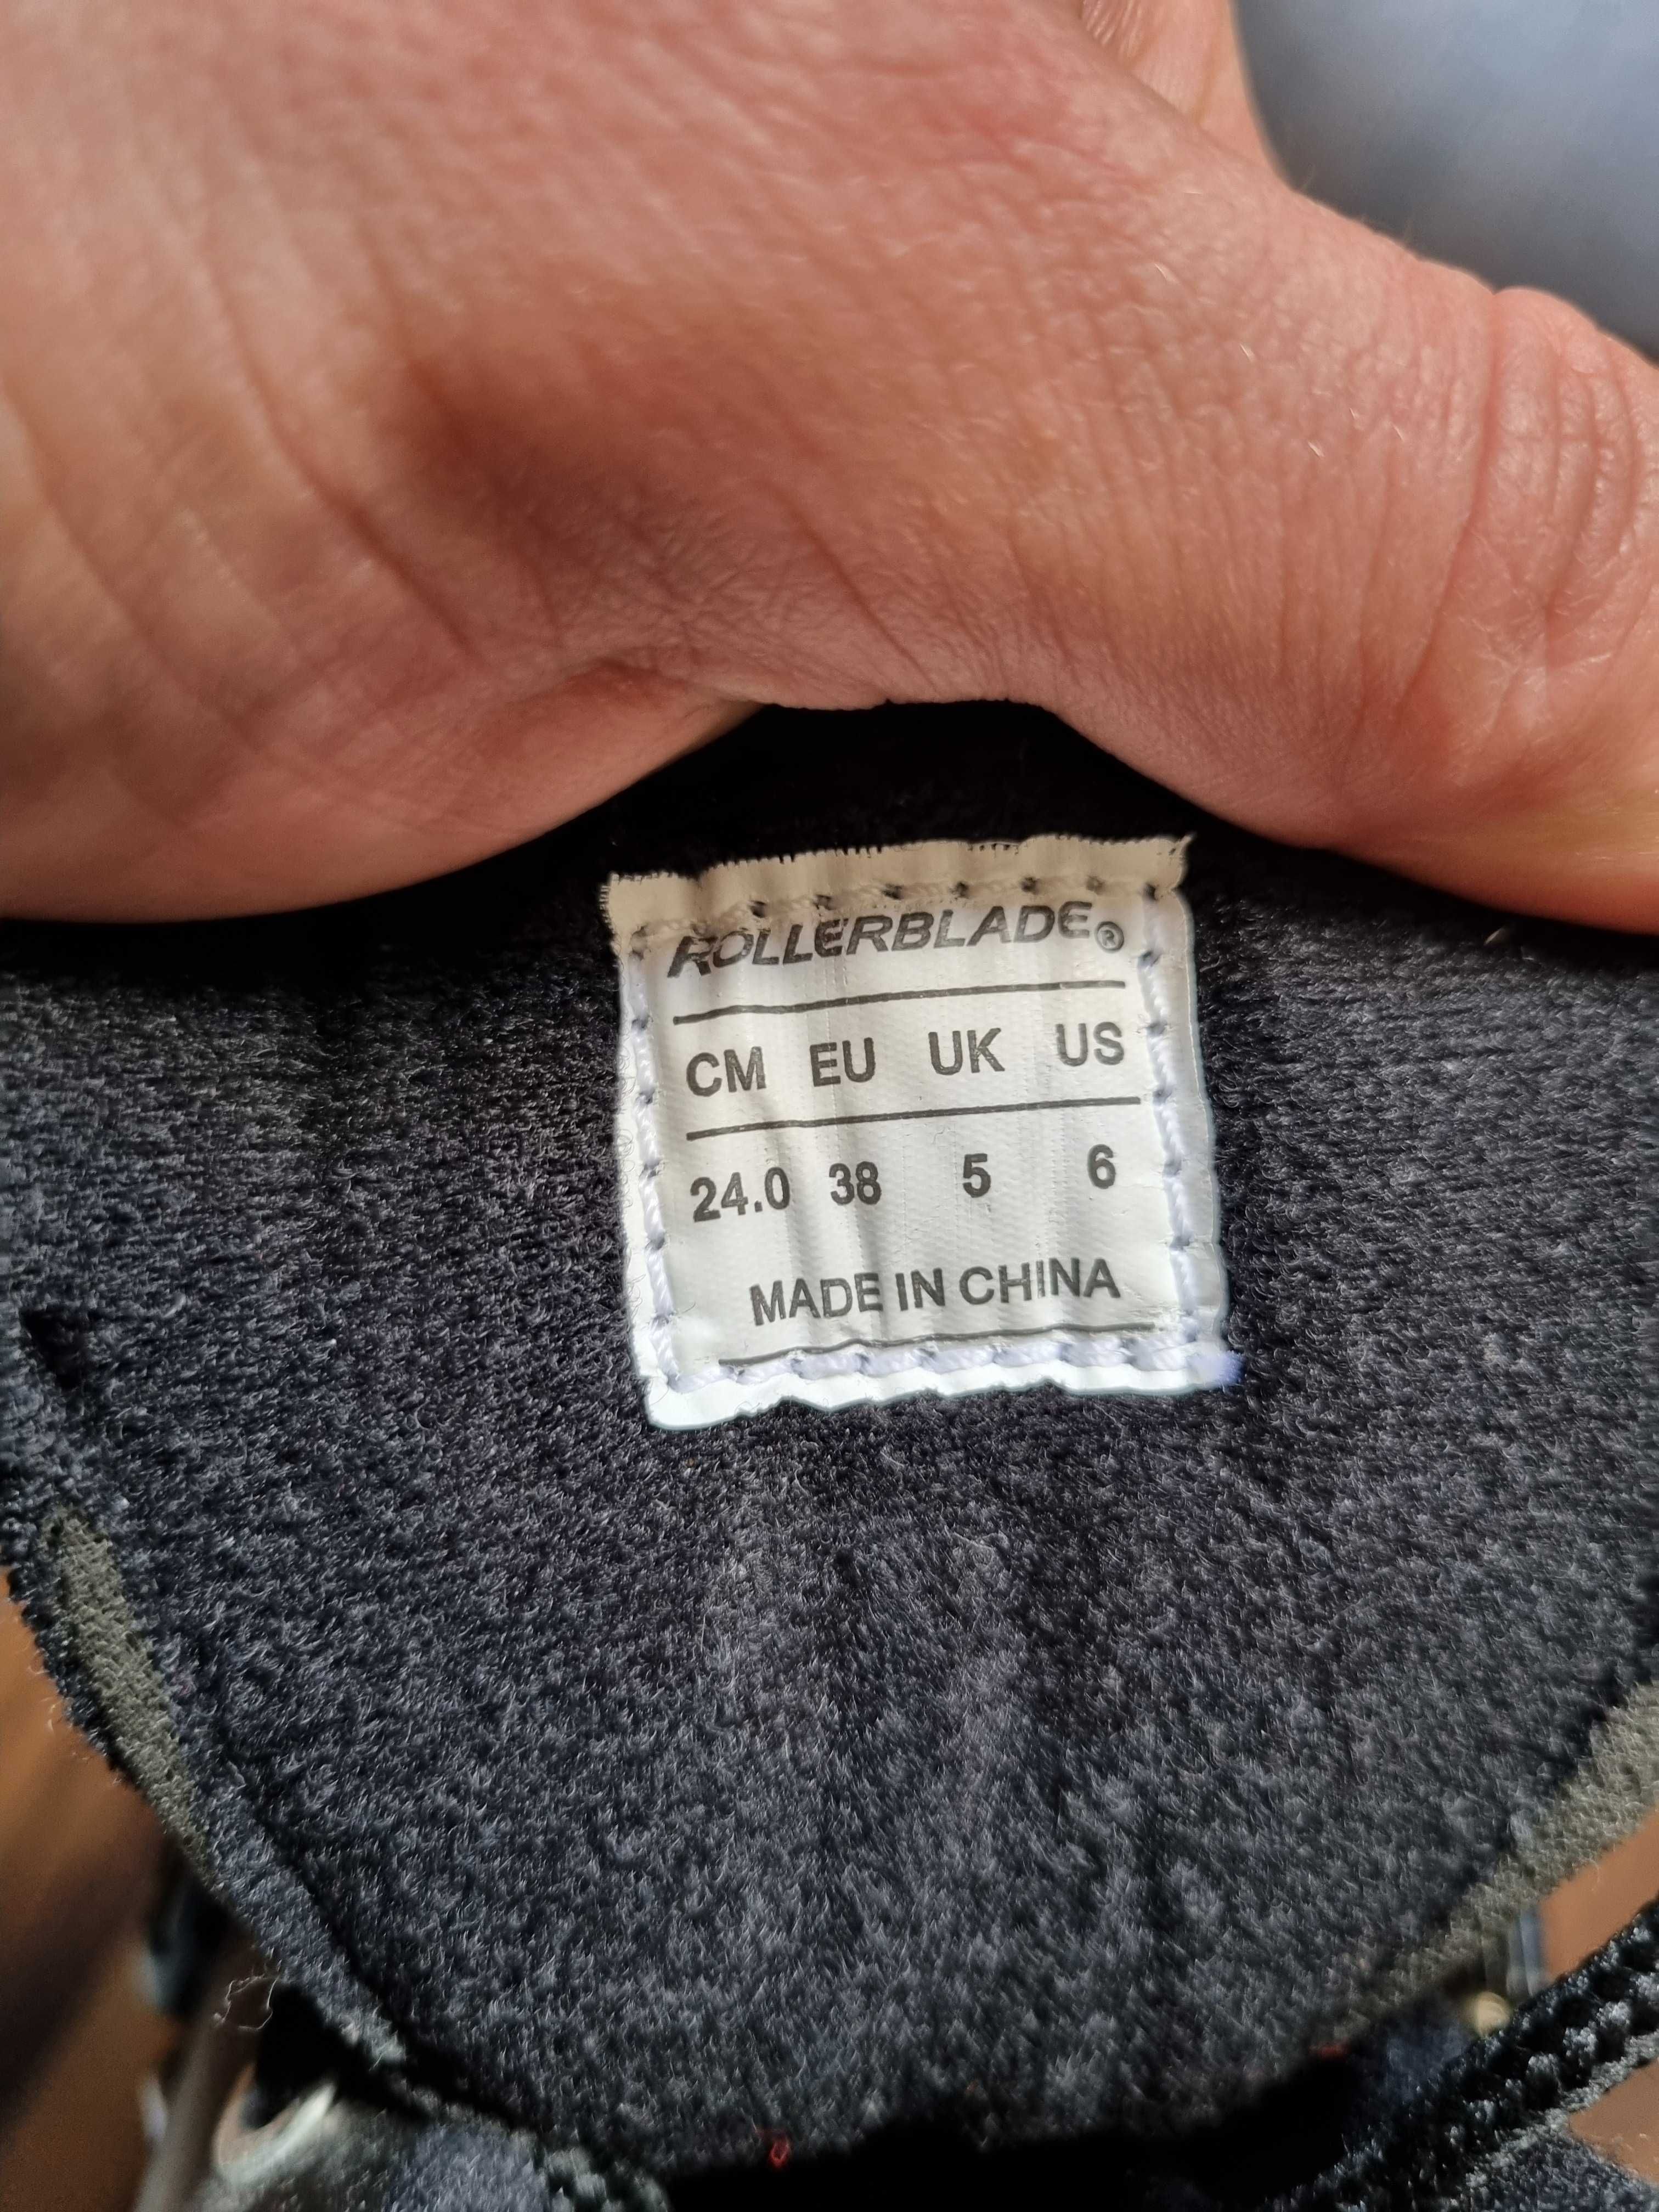 ROLLERBLADE®
CM EU UK US
24.0 38 5 6
MADE IN CHINA